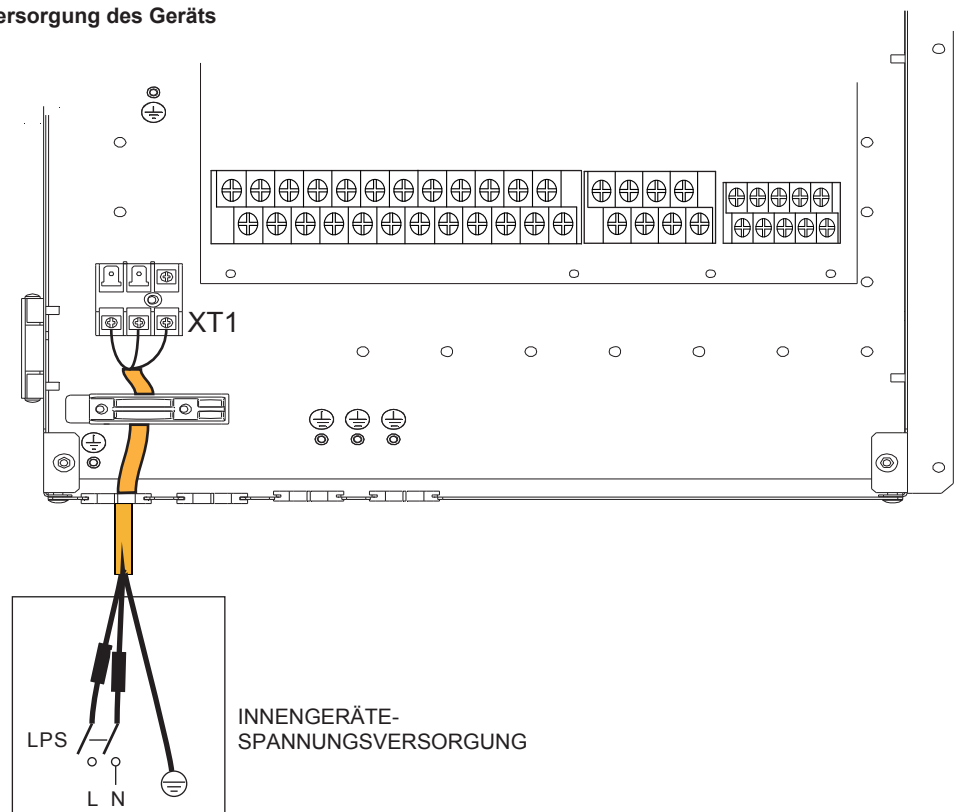 ersorgung des Geräts
XT1
INNENGERÄTE-
SPANNUNGSVERSORGUNG
LPS
L N